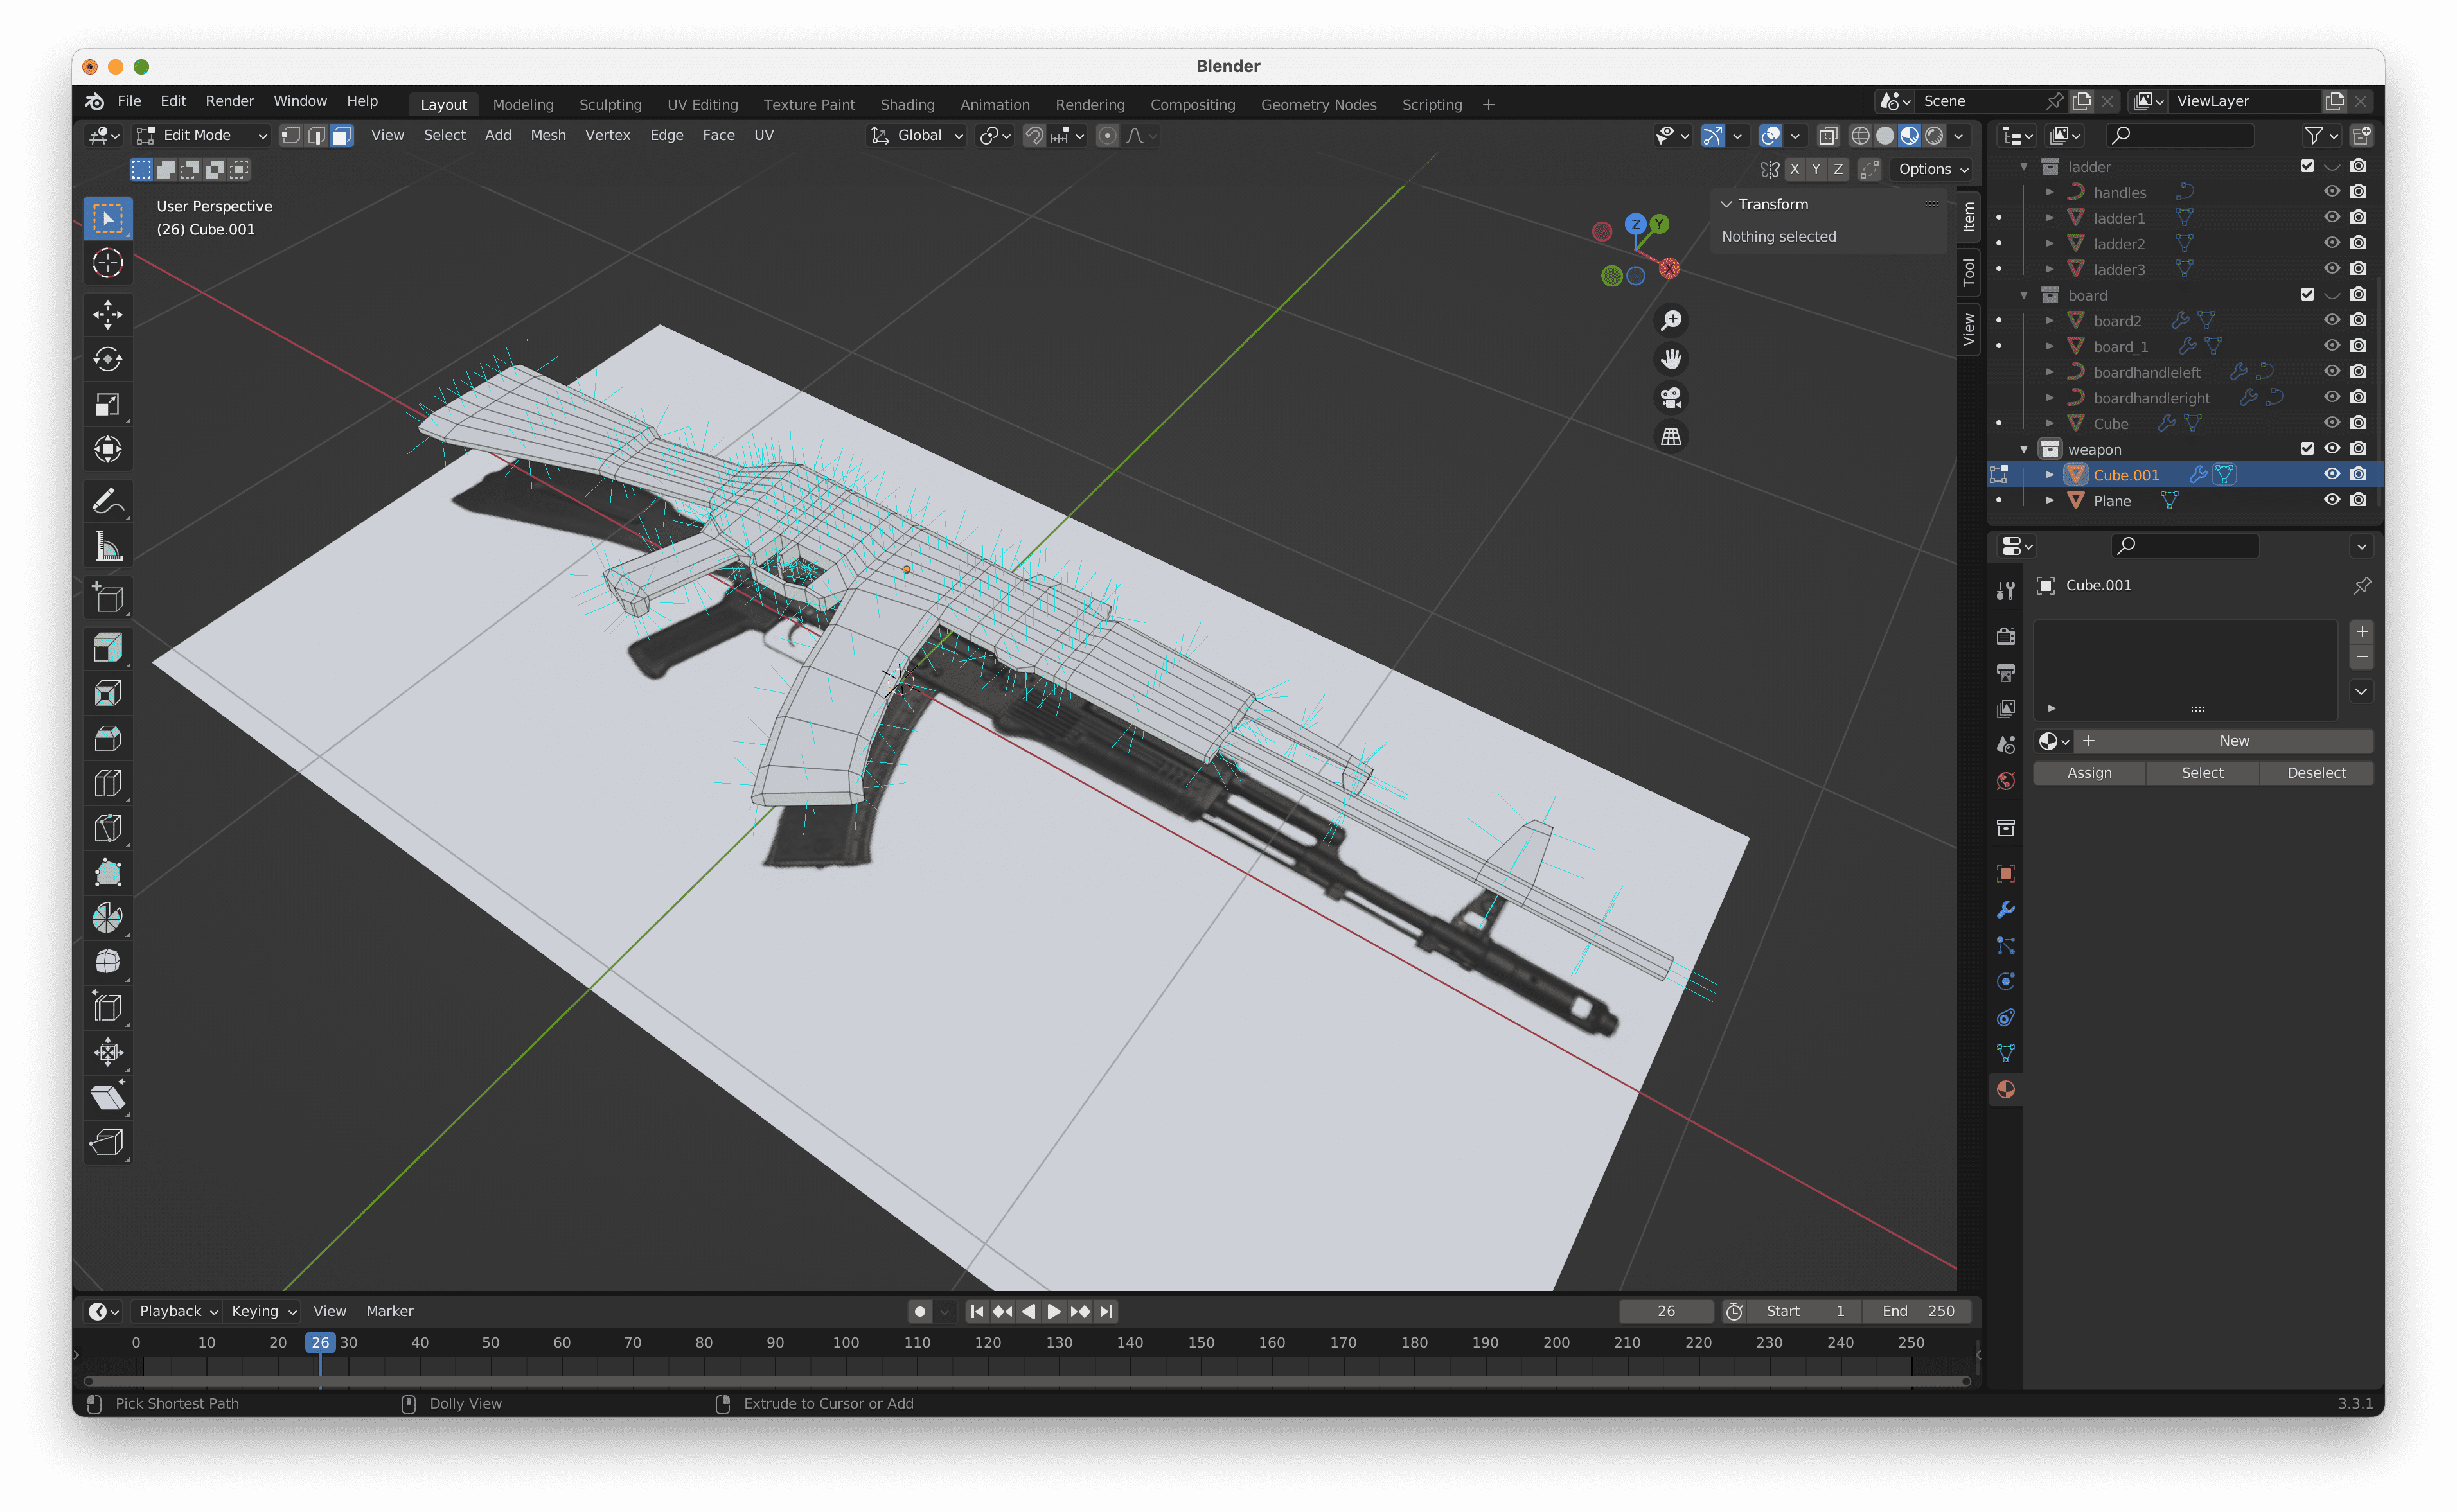 Blender
File Edit Render Window Help Layout Modeling Sculpting UV Editing Texture Paint Shading Animation Rendering Compositing Geometry Nodes Scripting + Scene ViewLayer
Edit Mode View Select Add Mesh Vertex Edge Face UV Global
X Y Z Options
User Perspective
(26) Cube.001
Z Y X
Transform
Nothing selected
Item
Tool
View
ladder
handles
ladder1
ladder2
ladder3
board
board2
board_1
boardhandleleft
boardhandleright
Cube
weapon
Cube.001
Plane
Cube.001
+ New
Assign Select Deselect
Playback Keying View Marker 26 Start 1 End 250
0 10 20 26 30 40 50 60 70 80 90 100 110 120 130 140 150 160 170 180 190 200 210 220 230 240 250
Pick Shortest Path Dolly View Extrude to Cursor or Add 3.3.1